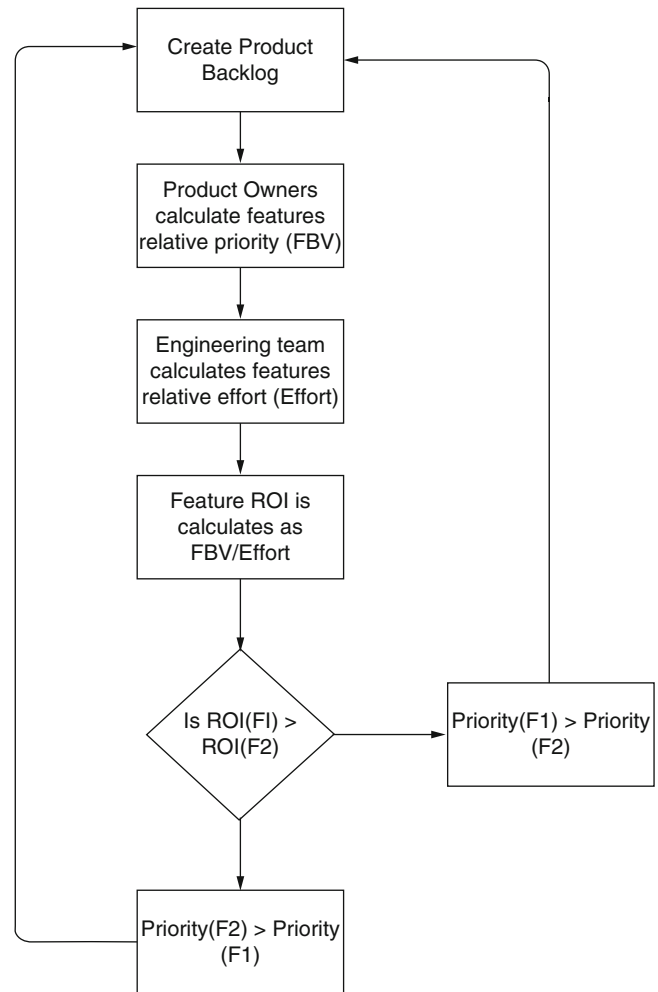 Create Product
Backlog
Product Owners
calculate features
relative priority (FBV)
Engineering team
calculates features
relative effort (Effort)
Feature ROI is
calculates as
FBV/Effort
Is ROI(FI) >
ROI(F2)
Priority(F1) > Priority
(F2)
Priority(F2) > Priority
(F1)